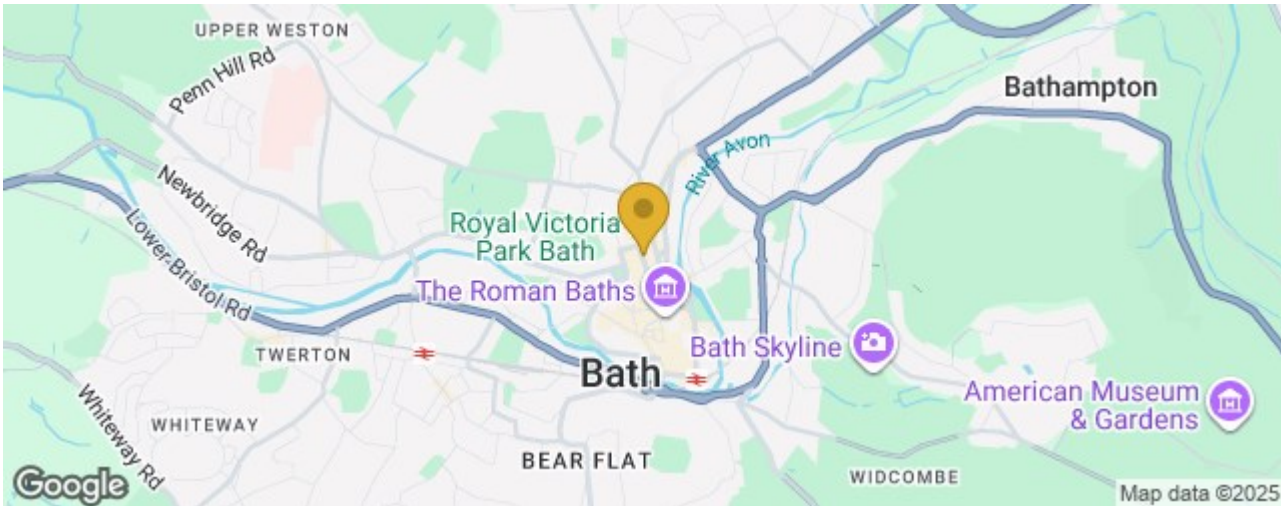 UPPER WESTON
Penn Hill Rd
Bathampton
River Avon
Newbridge Rd
Royal Victoria
Park Bath
Lower Bristol Rd
The Roman Baths
TWERTON
Bath Skyline
Bath
American Museum
& Gardens
Whiteway Rd
WHITEWAY
BEAR FLAT
WIDCOMBE
Google
Map data ©2025